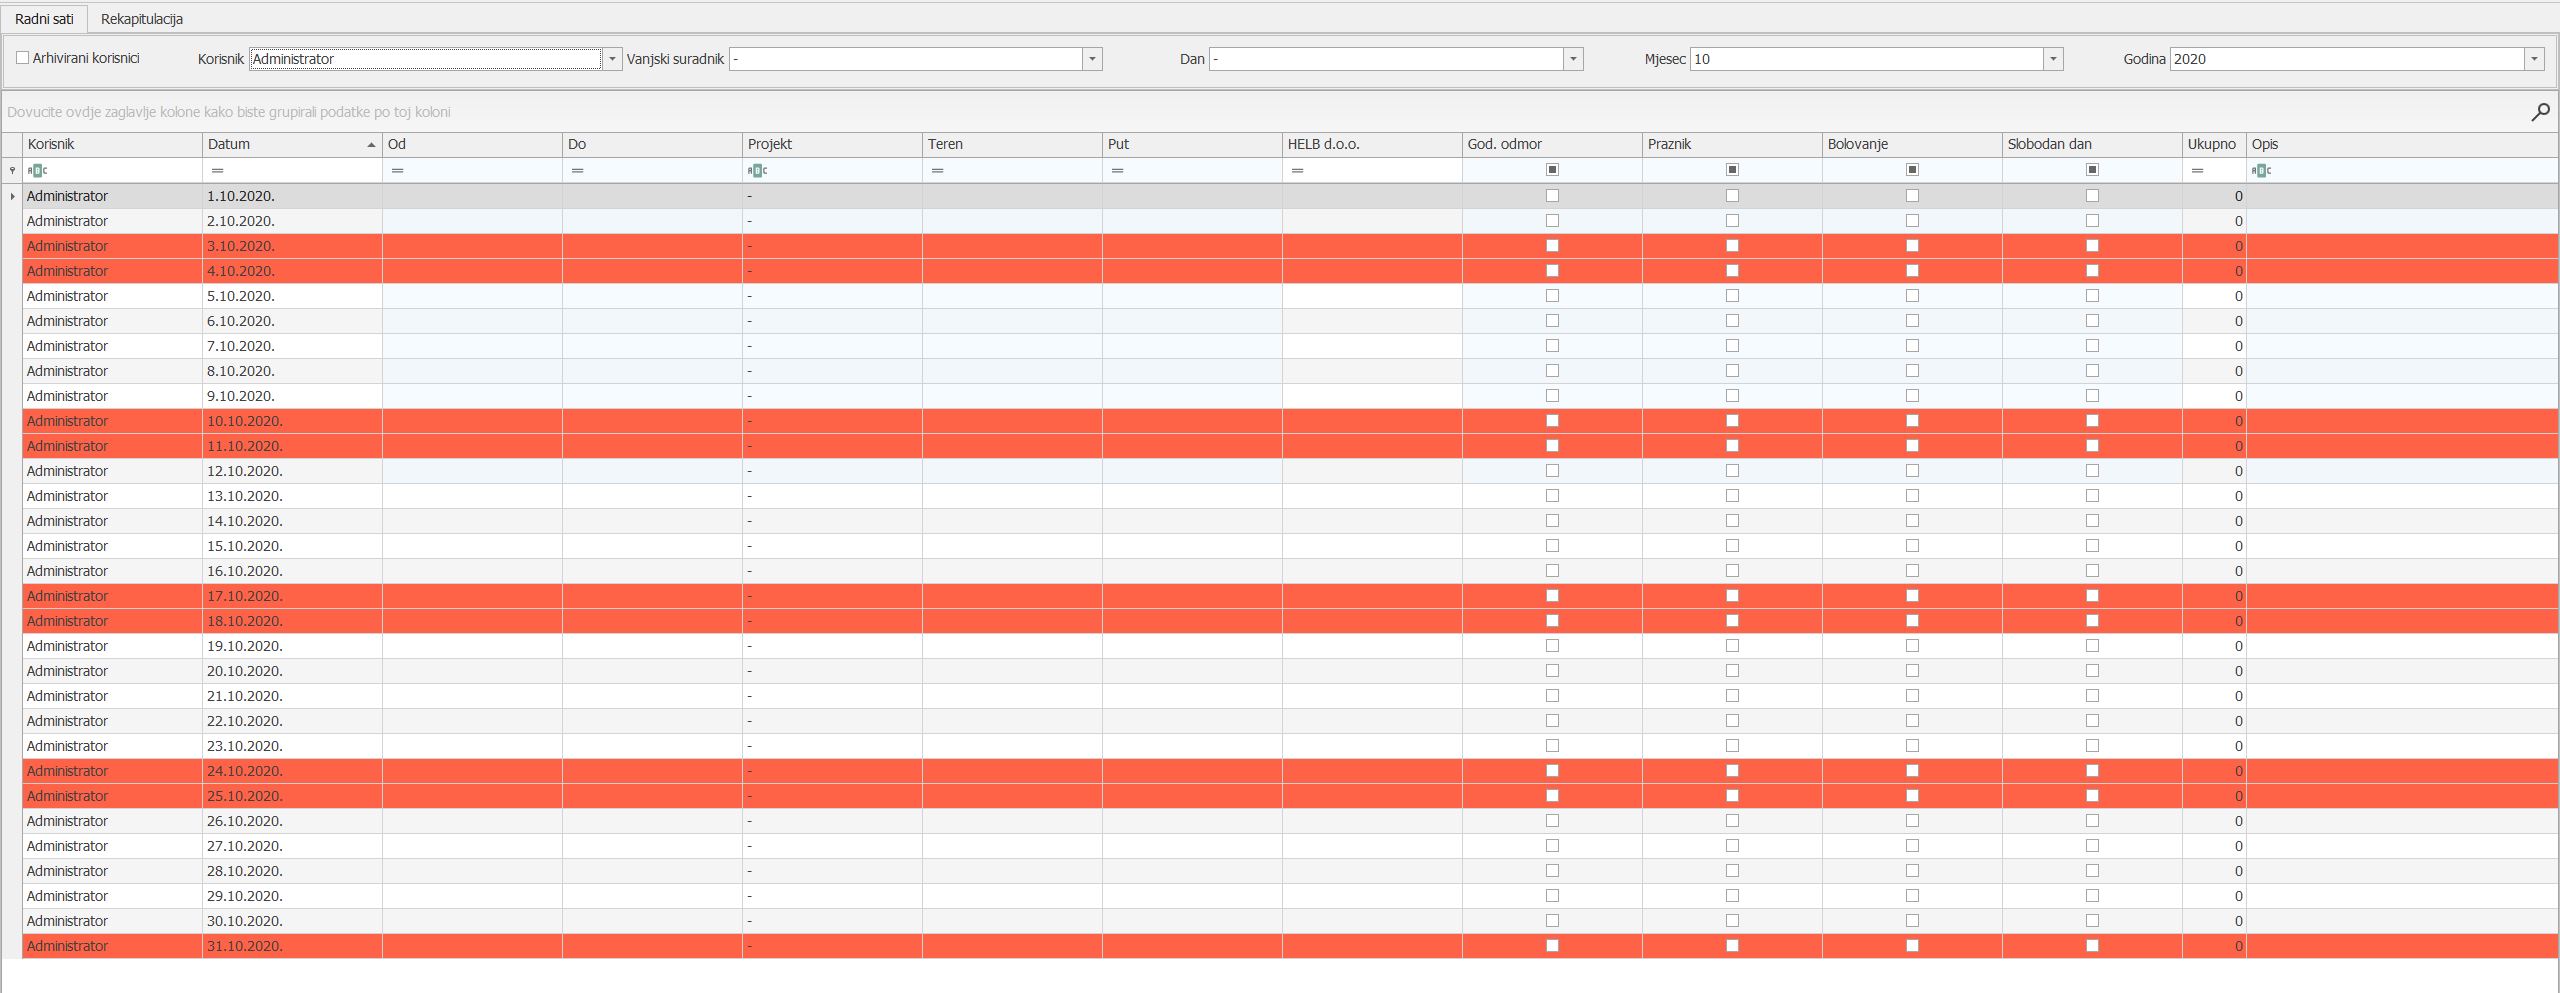 Radni sati Rekapitulacija
Arhivirani korisnici Korisnik Administrator Vanjski suradnik - Dan - Mjesec 10 Godina 2020
Dovucite ovdje zaglavlje kolone kako biste grupirali podatke po toj koloni
Korisnik Datum Od Do Projekt Teren Put HELB d.o.o. God. odmor Praznik Bolovanje Slobodan dan Ukupno Opis
ABC = = = ABC = = = = ABC
Administrator 1.10.2020. - 0
Administrator 2.10.2020. - 0
Administrator 3.10.2020. - 0
Administrator 4.10.2020. - 0
Administrator 5.10.2020. - 0
Administrator 6.10.2020. - 0
Administrator 7.10.2020. - 0
Administrator 8.10.2020. - 0
Administrator 9.10.2020. - 0
Administrator 10.10.2020. - 0
Administrator 11.10.2020. - 0
Administrator 12.10.2020. - 0
Administrator 13.10.2020. - 0
Administrator 14.10.2020. - 0
Administrator 15.10.2020. - 0
Administrator 16.10.2020. - 0
Administrator 17.10.2020. - 0
Administrator 18.10.2020. - 0
Administrator 19.10.2020. - 0
Administrator 20.10.2020. - 0
Administrator 21.10.2020. - 0
Administrator 22.10.2020. - 0
Administrator 23.10.2020. - 0
Administrator 24.10.2020. - 0
Administrator 25.10.2020. - 0
Administrator 26.10.2020. - 0
Administrator 27.10.2020. - 0
Administrator 28.10.2020. - 0
Administrator 29.10.2020. - 0
Administrator 30.10.2020. - 0
Administrator 31.10.2020. - 0